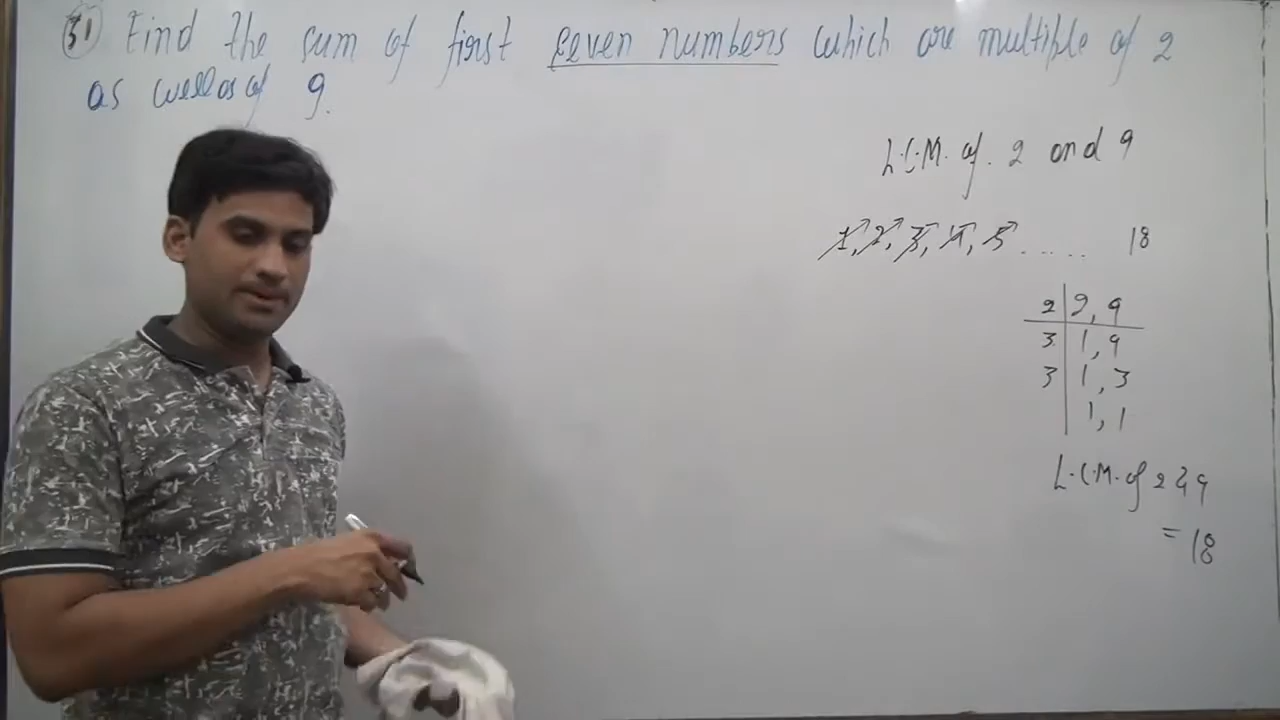 31 Find the sum of first seven numbers which are multiple of 2
as well as of 9.
L.C.M. of. 2 and 9
1, 2, 3, 4, 5 ..... 18
2 | 2, 9
3 | 1, 9
3 | 1, 3
1, 1
L.C.M. of 2 & 9
= 18